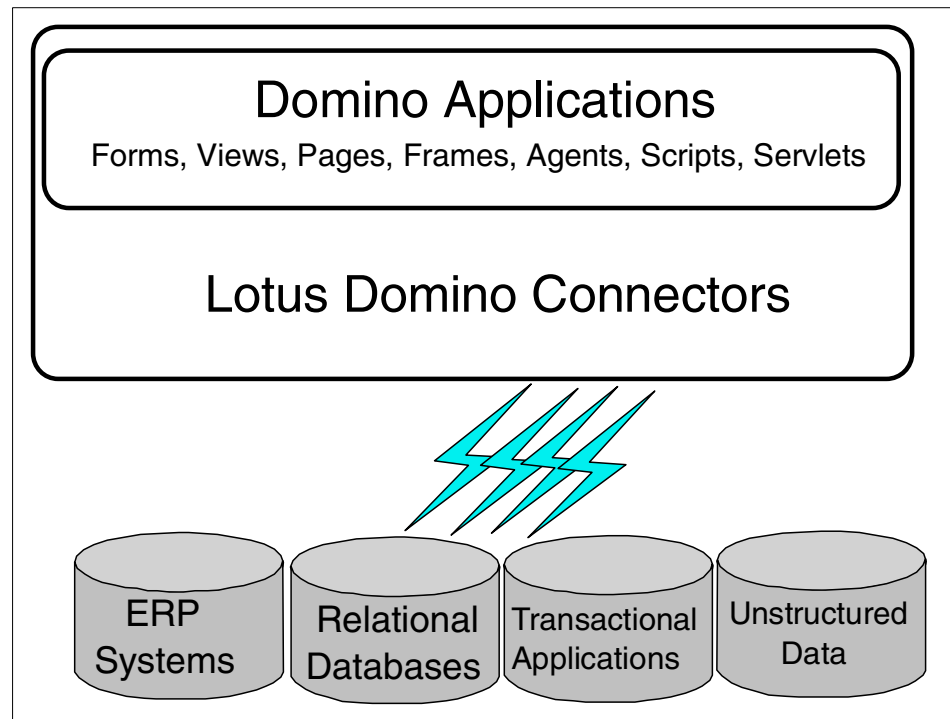 Domino Applications
Forms, Views, Pages, Frames, Agents, Scripts, Servlets
Lotus Domino Connectors
ERP
Systems
Relational
Databases
Transactional
Applications
Unstructured
Data